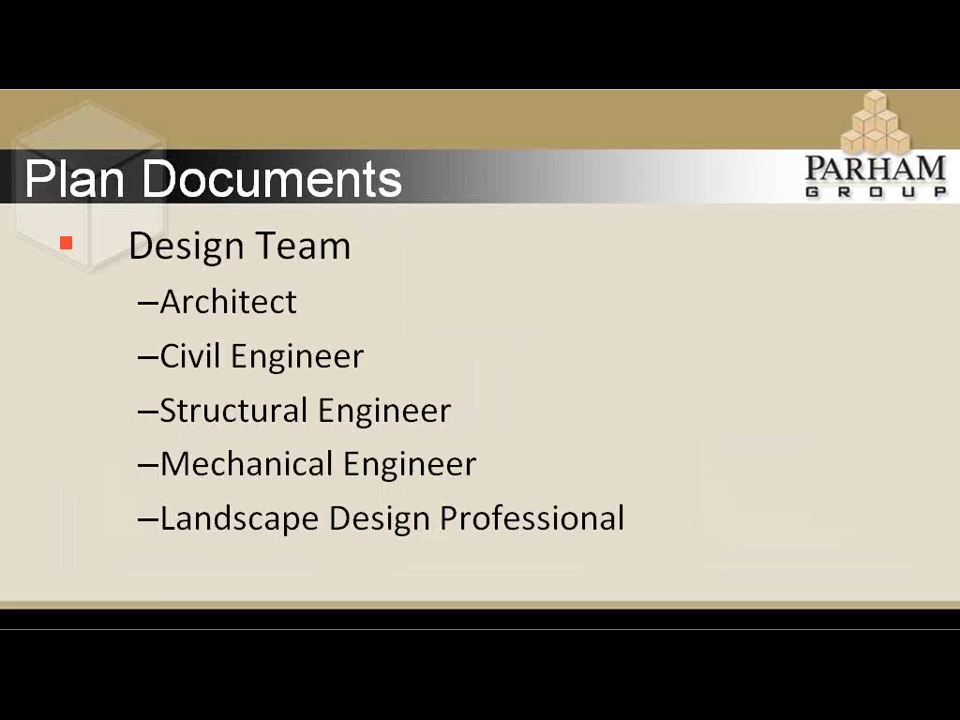 Plan Documents
PARHAM
GROUP
▪ Design Team
–Architect
–Civil Engineer
–Structural Engineer
–Mechanical Engineer
–Landscape Design Professional